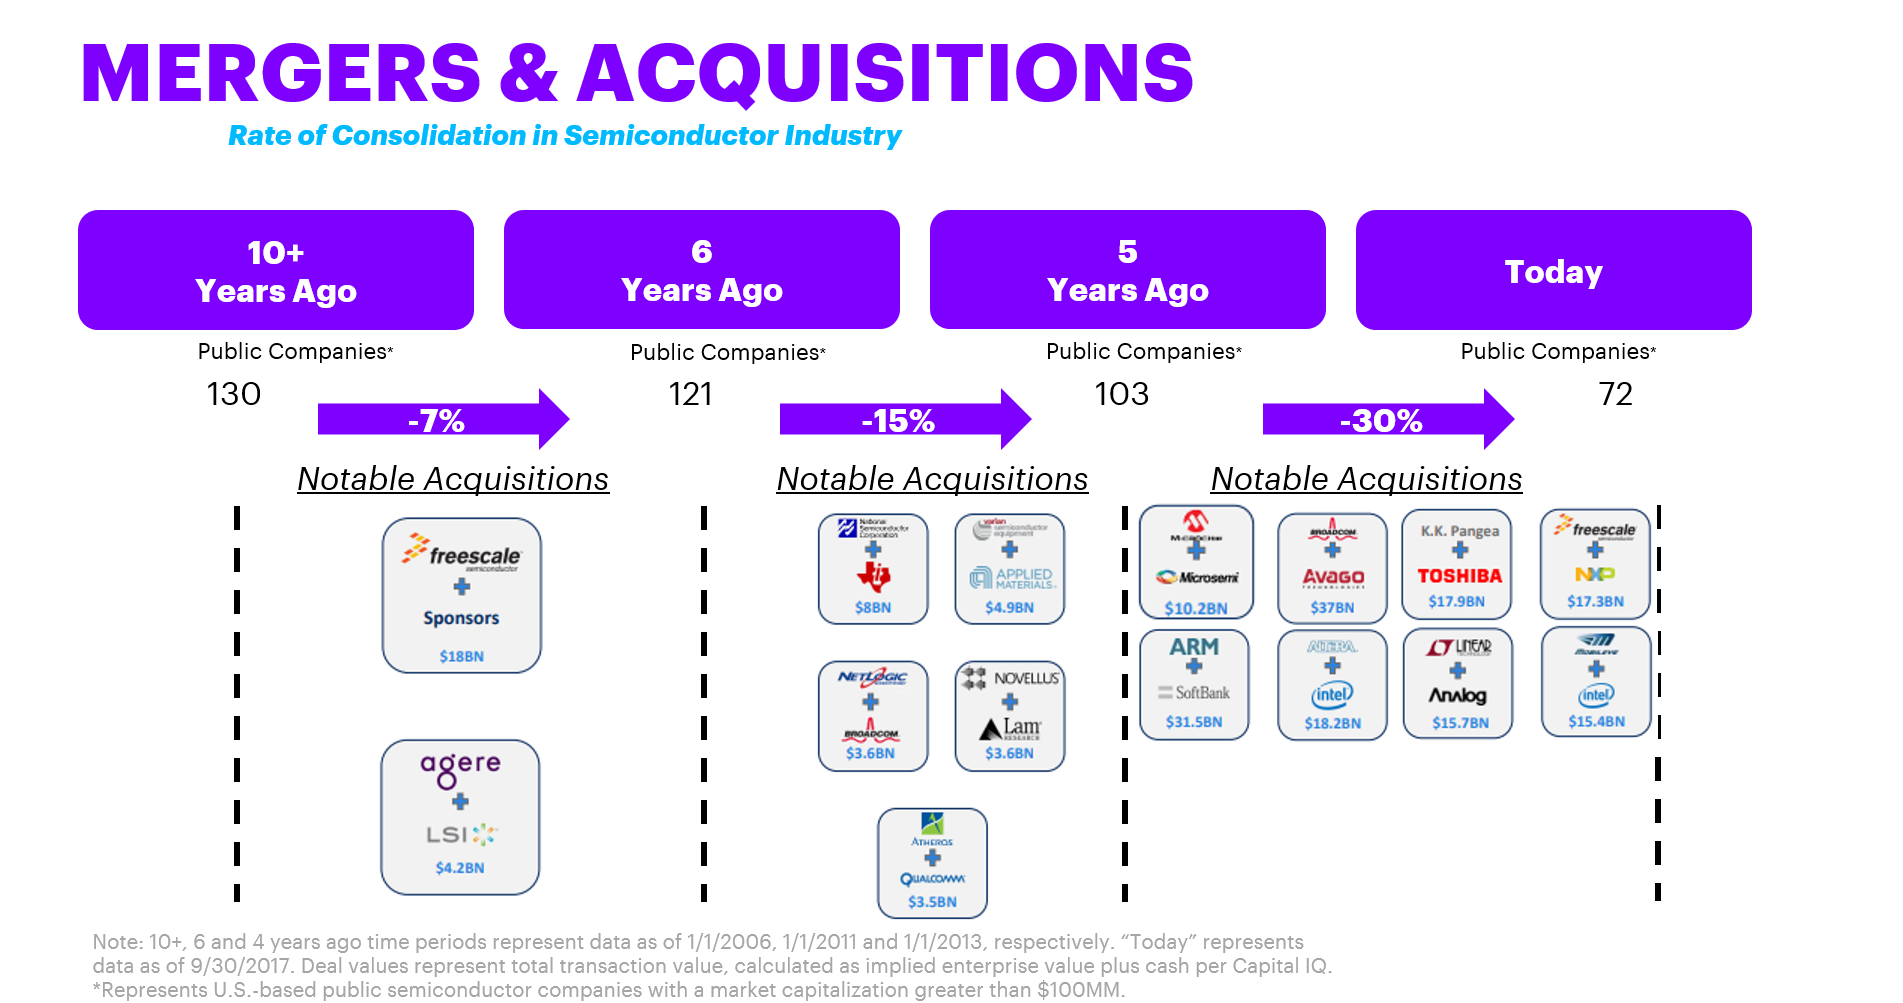 MERGERS & ACQUISITIONS
Rate of Consolidation in Semiconductor Industry
10+
Years Ago
6
Years Ago
5
Years Ago
Today
Public Companies*
Public Companies*
Public Companies*
Public Companies*
130
-7%
121
-15%
103
-30%
72
Notable Acquisitions
Notable Acquisitions
Notable Acquisitions
freescale
semiconductor
+
Sponsors
$18BN
agere
+
LSI
$4.2BN
National
Semiconductor
Corporation
+
ti
$8BN
varian
semiconductor
equipment
+
APPLIED
MATERIALS
$4.9BN
NETLOGIC
+
BROADCOM
$3.6BN
NOVELLUS
+
Lam
RESEARCH
$3.6BN
ATHEROS
+
QUALCOMM
$3.5BN
+
Microsemi
$10.2BN
BROADCOM
+
AVAGO
TECHNOLOGIES
$37BN
K.K. Pangea
+
TOSHIBA
$17.9BN
freescale
semiconductor
+
NXP
$17.3BN
ARM
+
SoftBank
$31.5BN
ALTERA
+
intel
$18.2BN
LINEAR
TECHNOLOGY
+
ANALOG
$15.7BN
MOBILEYE
+
intel
$15.4BN
Note: 10+, 6 and 4 years ago time periods represent data as of 1/1/2006, 1/1/2011 and 1/1/2013, respectively. “Today” represents
data as of 9/30/2017. Deal values represent total transaction value, calculated as implied enterprise value plus cash per Capital IQ.
*Represents U.S.-based public semiconductor companies with a market capitalization greater than $100MM.